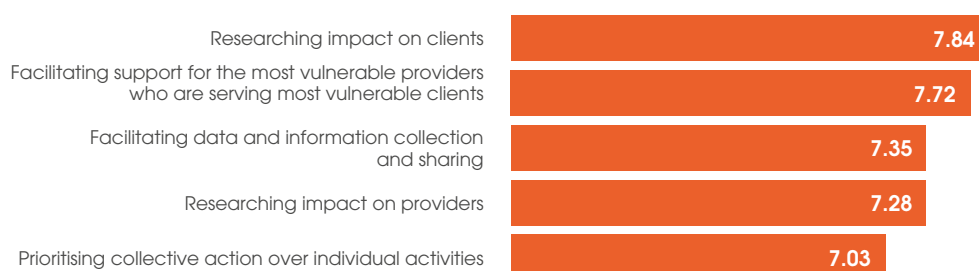 Researching impact on clients
7.84
Facilitating support for the most vulnerable providers
who are serving most vulnerable clients
7.72
Facilitating data and information collection
and sharing
7.35
Researching impact on providers
7.28
Prioritising collective action over individual activities
7.03